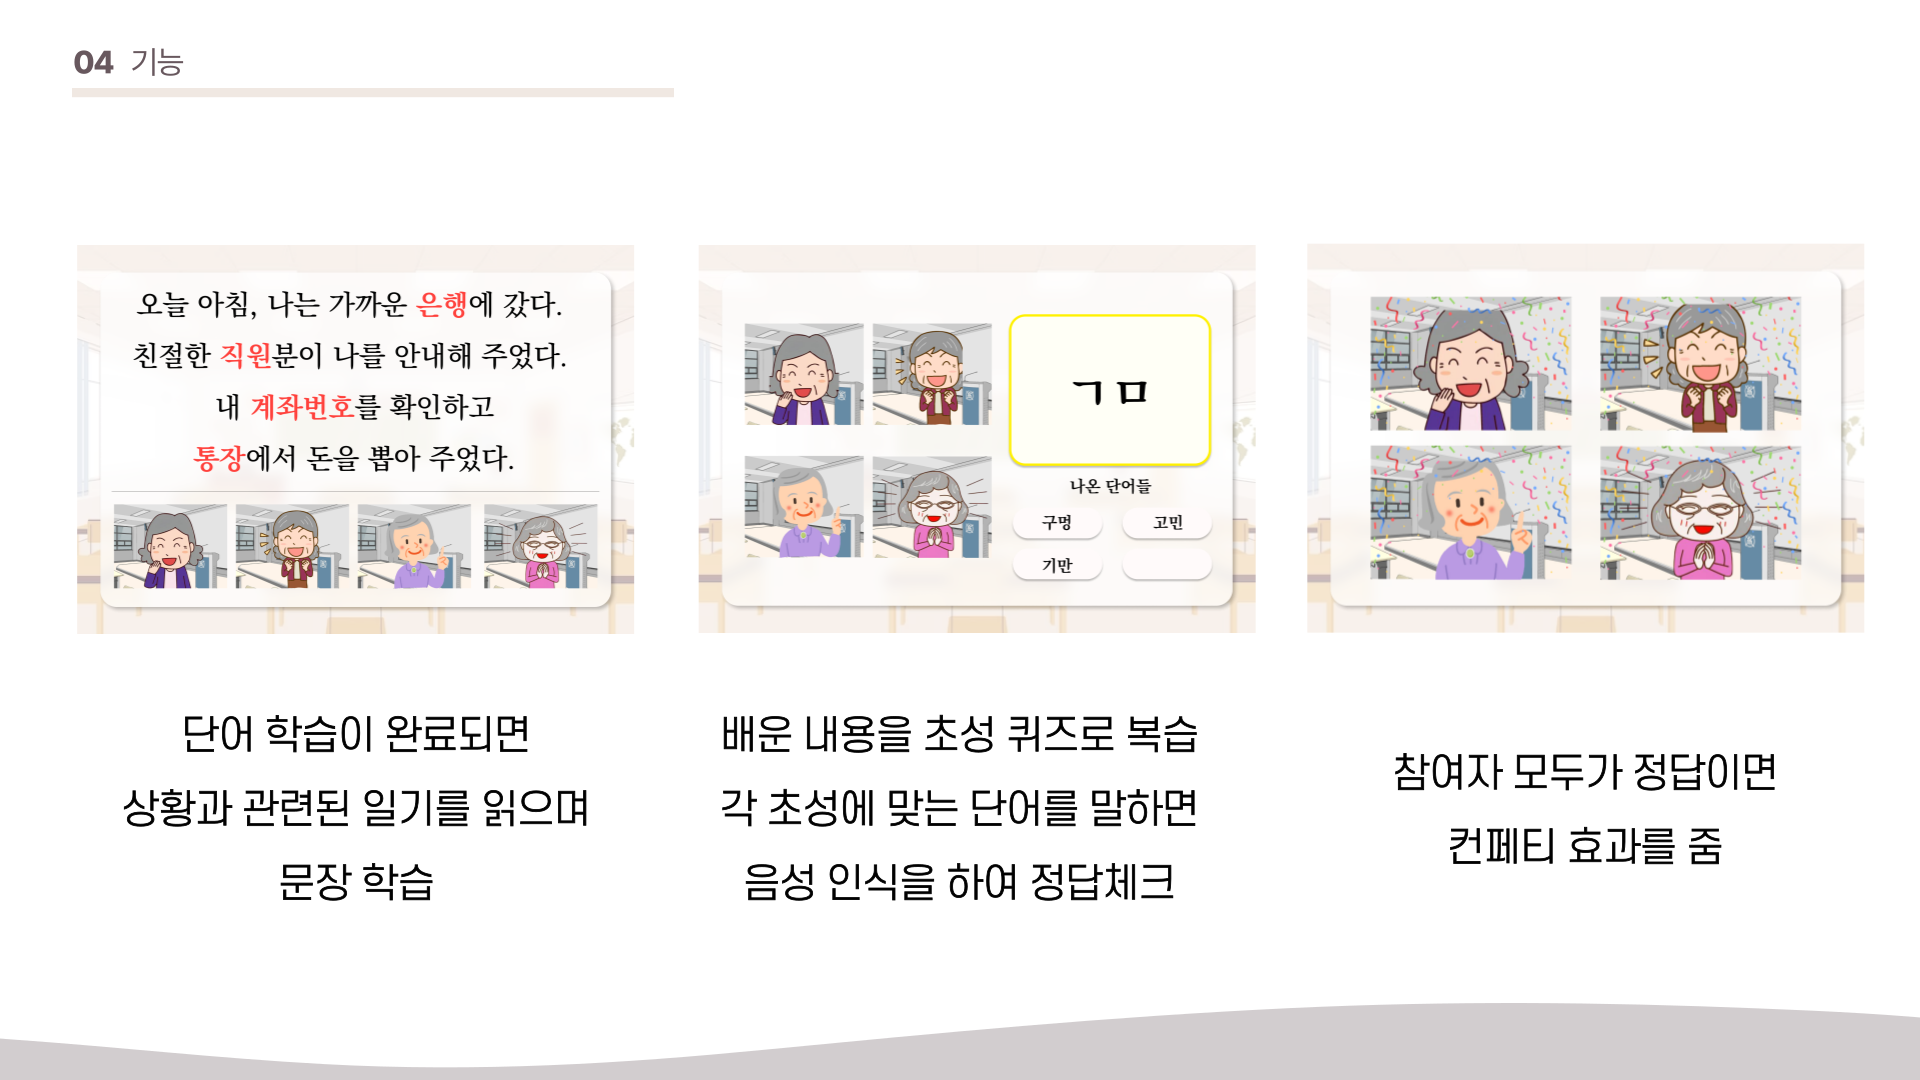 04 기능
오늘 아침, 나는 가까운 은행에 갔다.
친절한 직원분이 나를 안내해 주었다.
내 계좌번호를 확인하고
통장에서 돈을 뽑아 주었다.
ㄱㅁ
나온 단어들
구멍 고민
기만
단어 학습이 완료되면
상황과 관련된 일기를 읽으며
문장 학습
배운 내용을 초성 퀴즈로 복습
각 초성에 맞는 단어를 말하면
음성 인식을 하여 정답체크
참여자 모두가 정답이면
컨페티 효과를 줌